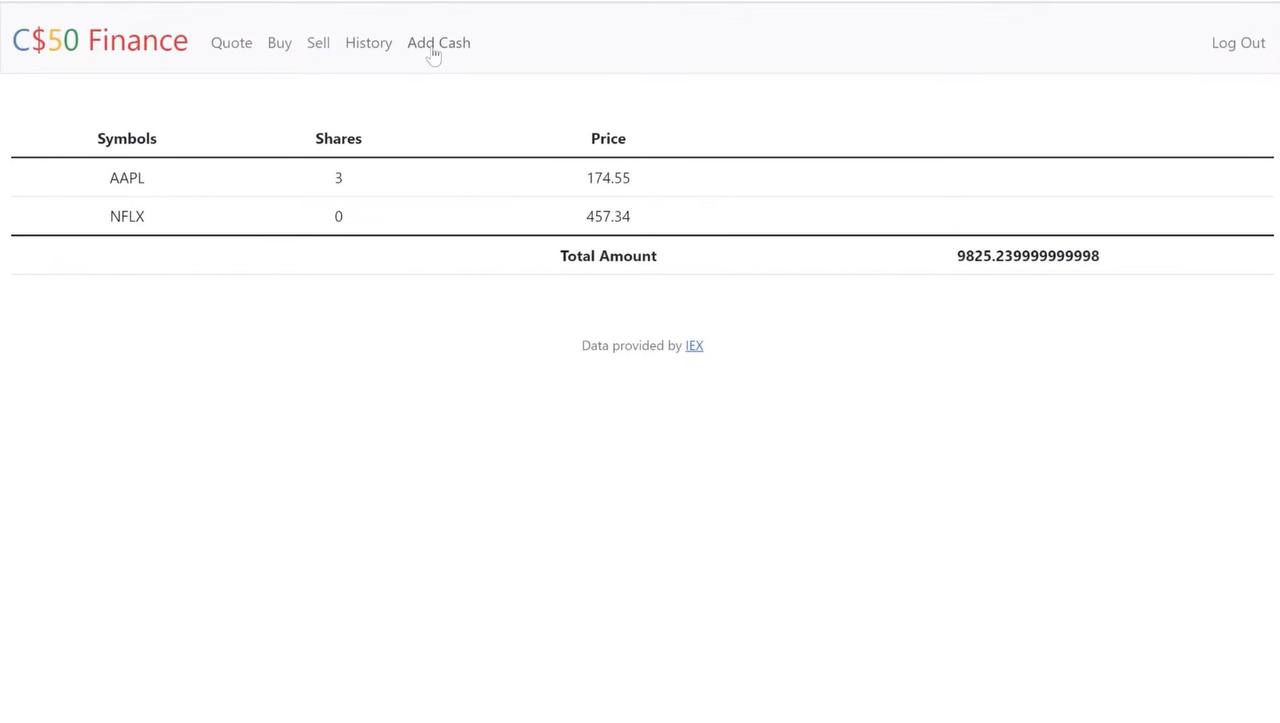 C$50 Finance Quote Buy Sell History Add Cash Log Out
Symbols Shares Price
AAPL 3 174.55
NFLX 0 457.34
Total Amount 9825.239999999998
Data provided by IEX